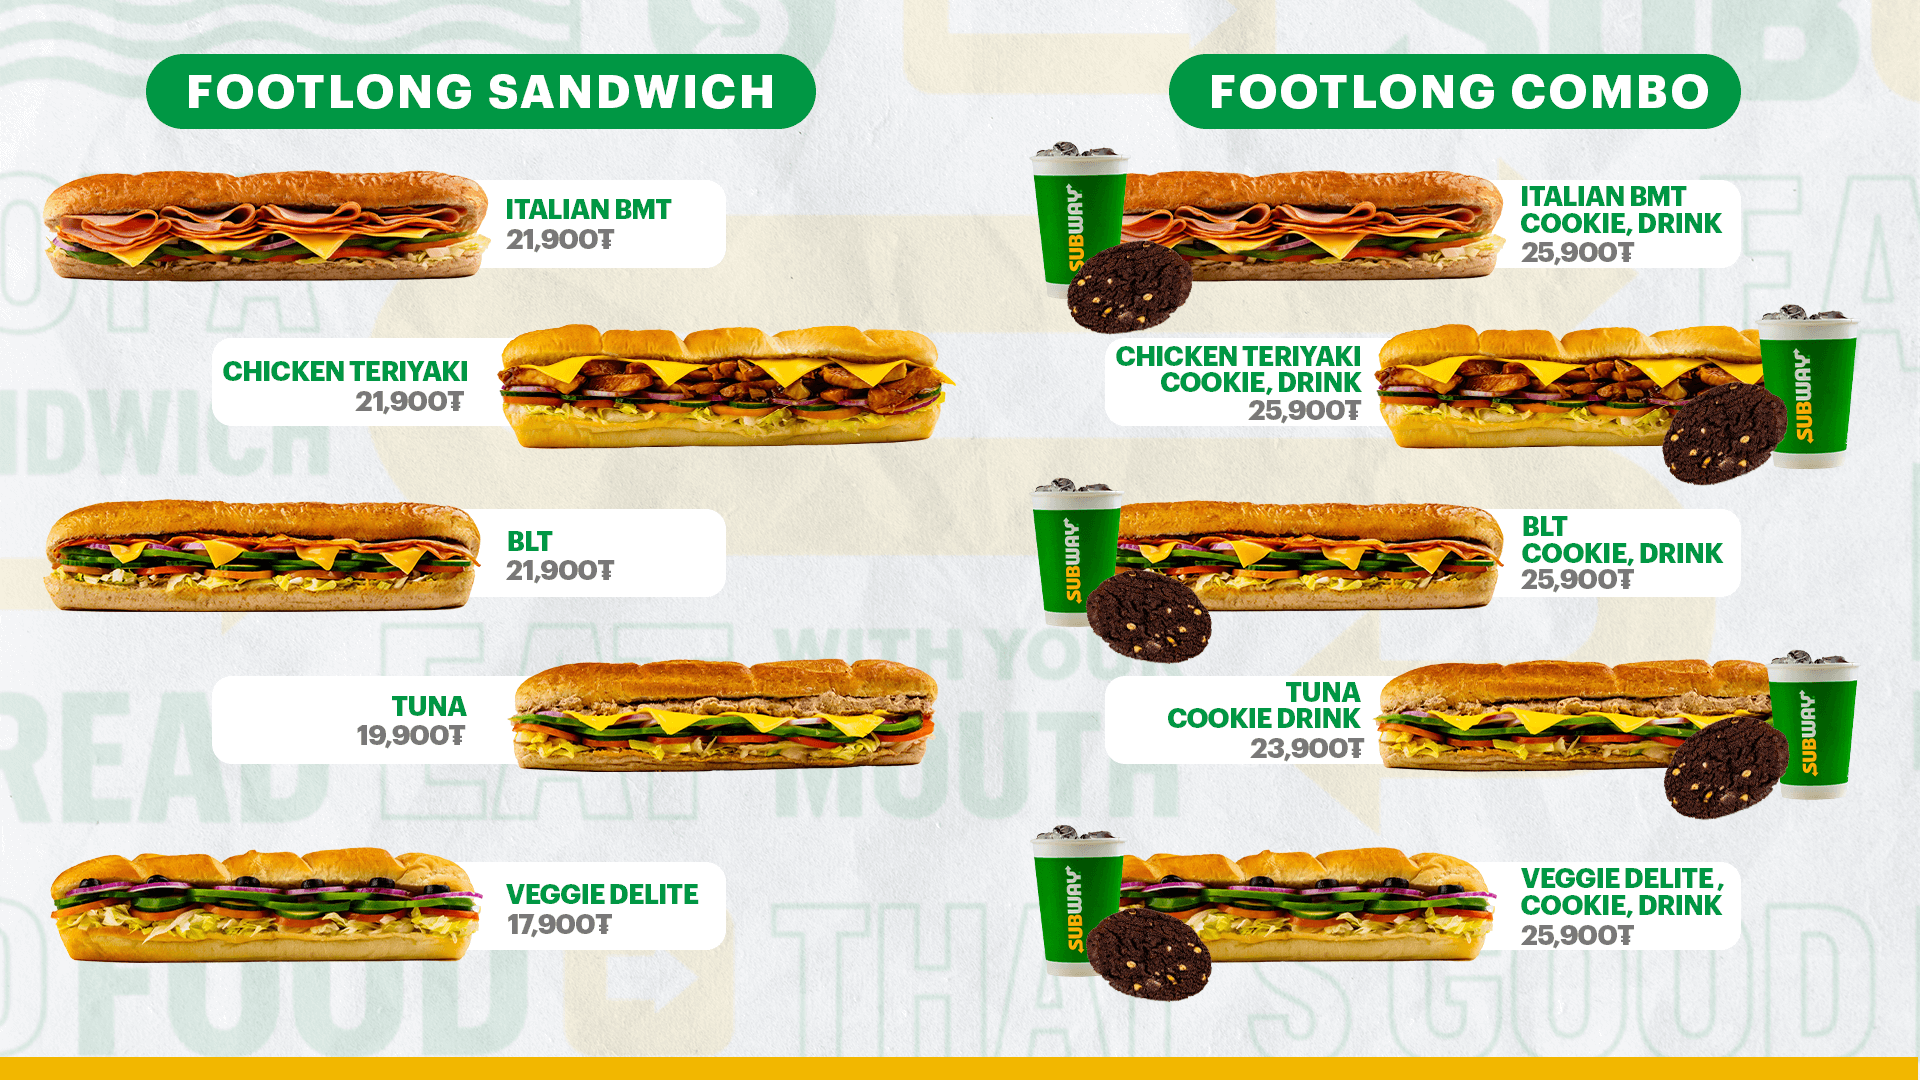 FOOTLONG SANDWICH
ITALIAN BMT
21,900₮
CHICKEN TERIYAKI
21,900₮
BLT
21,900₮
TUNA
19,900₮
VEGGIE DELITE
17,900₮
FOOTLONG COMBO
SUBWAY
ITALIAN BMT
COOKIE, DRINK
25,900₮
CHICKEN TERIYAKI
COOKIE, DRINK
25,900₮
SUBWAY
SUBWAY
BLT
COOKIE, DRINK
25,900₮
TUNA
COOKIE DRINK
23,900₮
SUBWAY
SUBWAY
VEGGIE DELITE ,
COOKIE, DRINK
25,900₮
EAT
WITH YOUR
MOUTH
FOOD
THAT'S GOOD